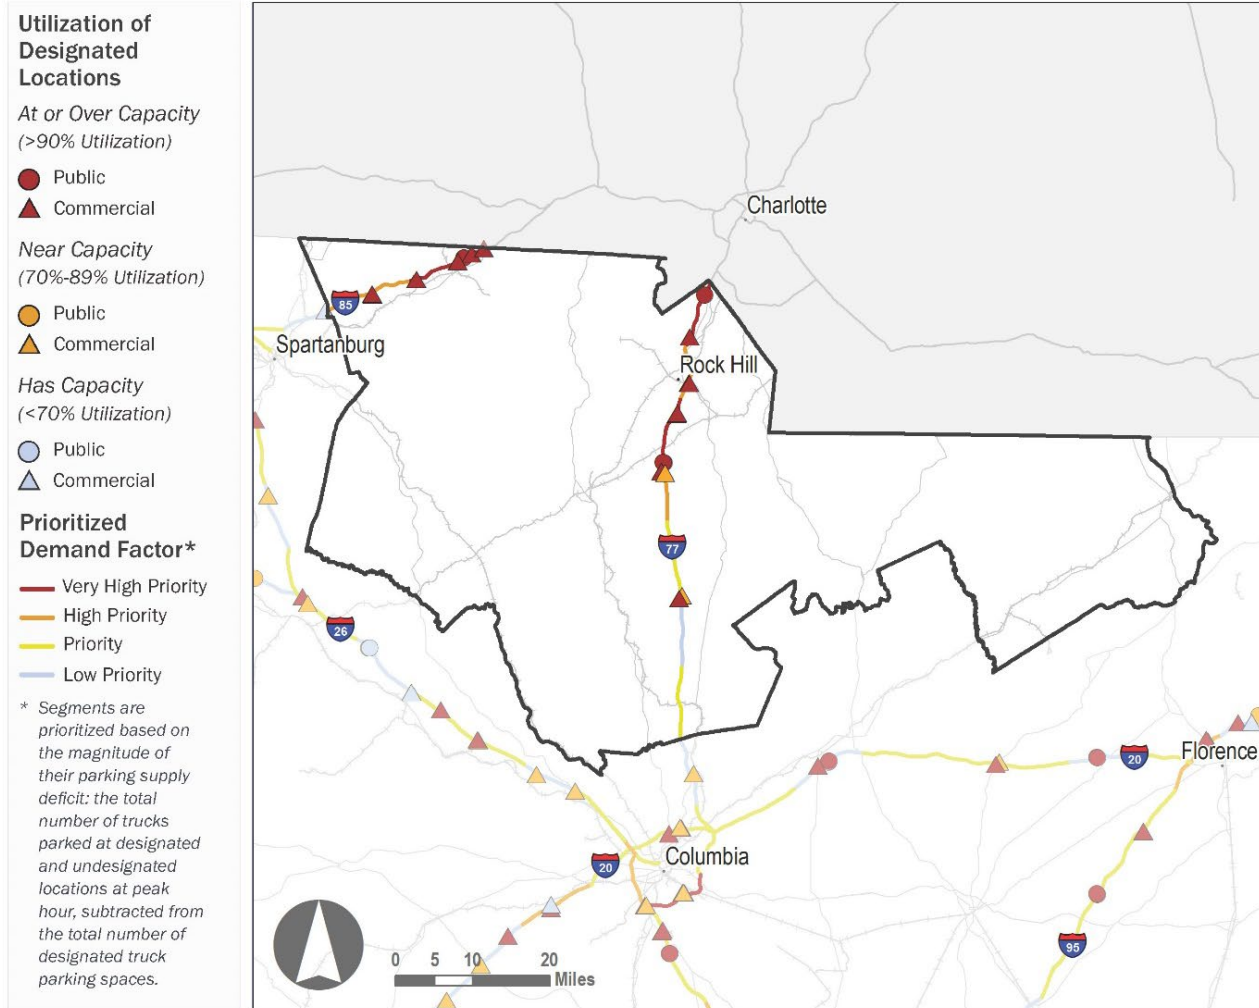 Utilization of
Designated
Locations
At or Over Capacity
(>90% Utilization)
Public
Commercial
Near Capacity
(70%-89% Utilization)
Public
Commercial
Has Capacity
(<70% Utilization)
Public
Commercial
Prioritized
Demand Factor*
Very High Priority
High Priority
Priority
Low Priority
* Segments are
prioritized based on
the magnitude of
their parking supply
deficit: the total
number of trucks
parked at designated
and undesignated
locations at peak
hour, subtracted from
the total number of
designated truck
parking spaces.
Charlotte
85
Spartanburg
Rock Hill
77
26
Florence
20
Columbia
20
95
0 5 10 20
Miles